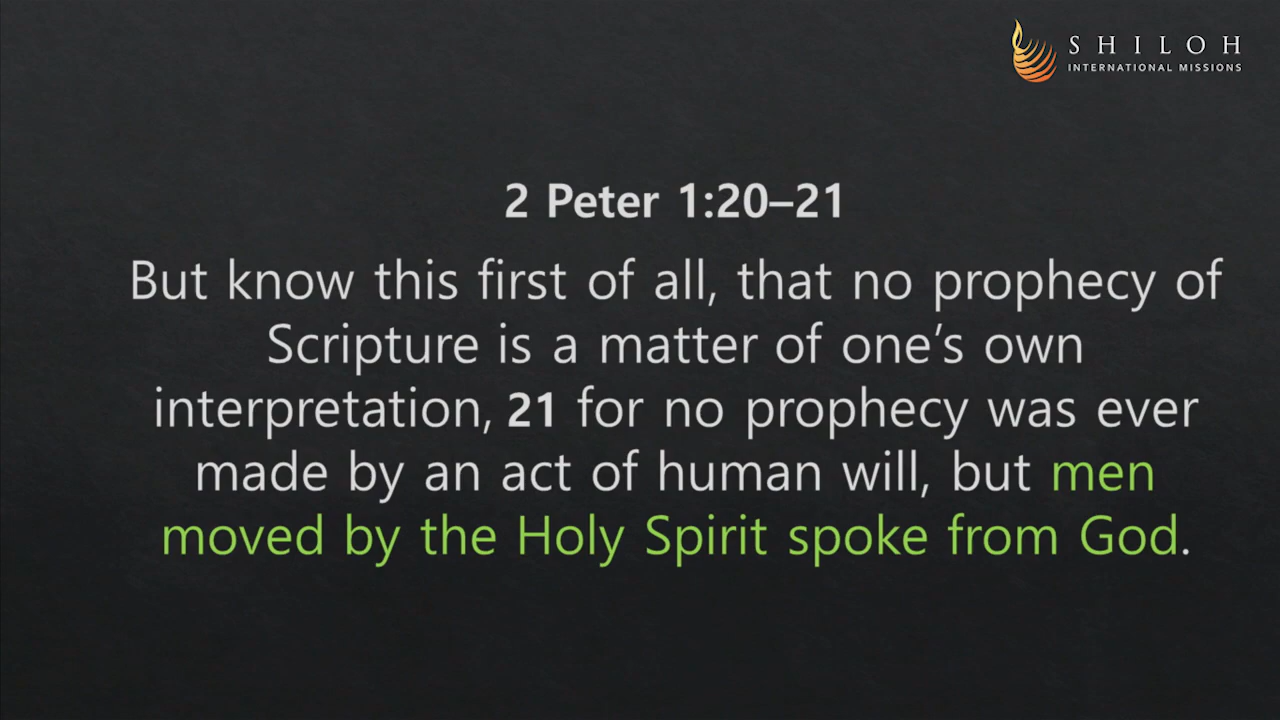 SHILOH
INTERNATIONAL MISSIONS
2 Peter 1:20–21
But know this first of all, that no prophecy of
Scripture is a matter of one’s own
interpretation, 21 for no prophecy was ever
made by an act of human will, but men
moved by the Holy Spirit spoke from God.